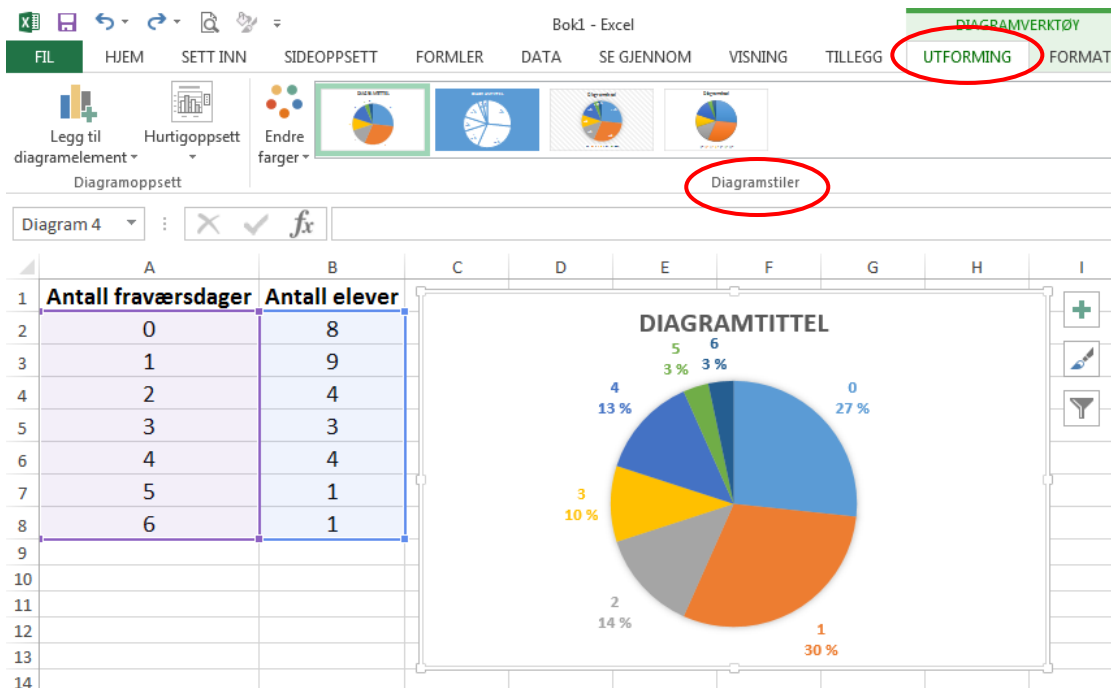 Bok1 - Excel
DIAGRAMVERKTØY
FIL HJEM SETT INN SIDEOPPSETT FORMLER DATA SE GJENNOM VISNING TILLEGG UTFORMING FORMAT
Legg til
diagramelement
Hurtigoppsett
Endre
farger
DIAGRAMTITTEL
Diagramtittel
Diagramtittel
Diagramoppsett
Diagramstiler
Diagram 4
fx
A B C D E F G H I
1 Antall fraværsdager Antall elever
2 0 8
3 1 9
4 2 4
5 3 3
6 4 4
7 5 1
8 6 1
9
10
11
12
13
14
DIAGRAMTITTEL
0
27 %
1
30 %
2
14 %
3
10 %
4
13 %
5
3 %
6
3 %